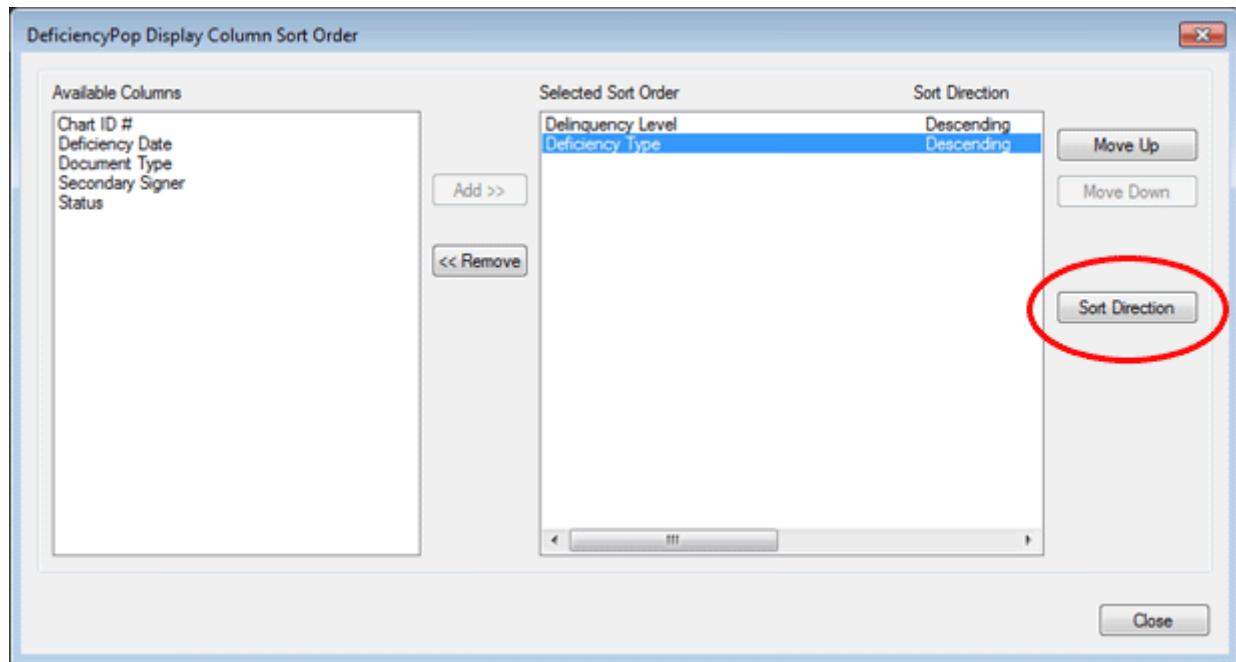 DeficiencyPop Display Column Sort Order
Available Columns
Chart ID #
Deficiency Date
Document Type
Secondary Signer
Status
Add >>
<< Remove
Selected Sort Order Sort Direction
Delinquency Level Descending
Deficiency Type Descending
Move Up
Move Down
Sort Direction
Close